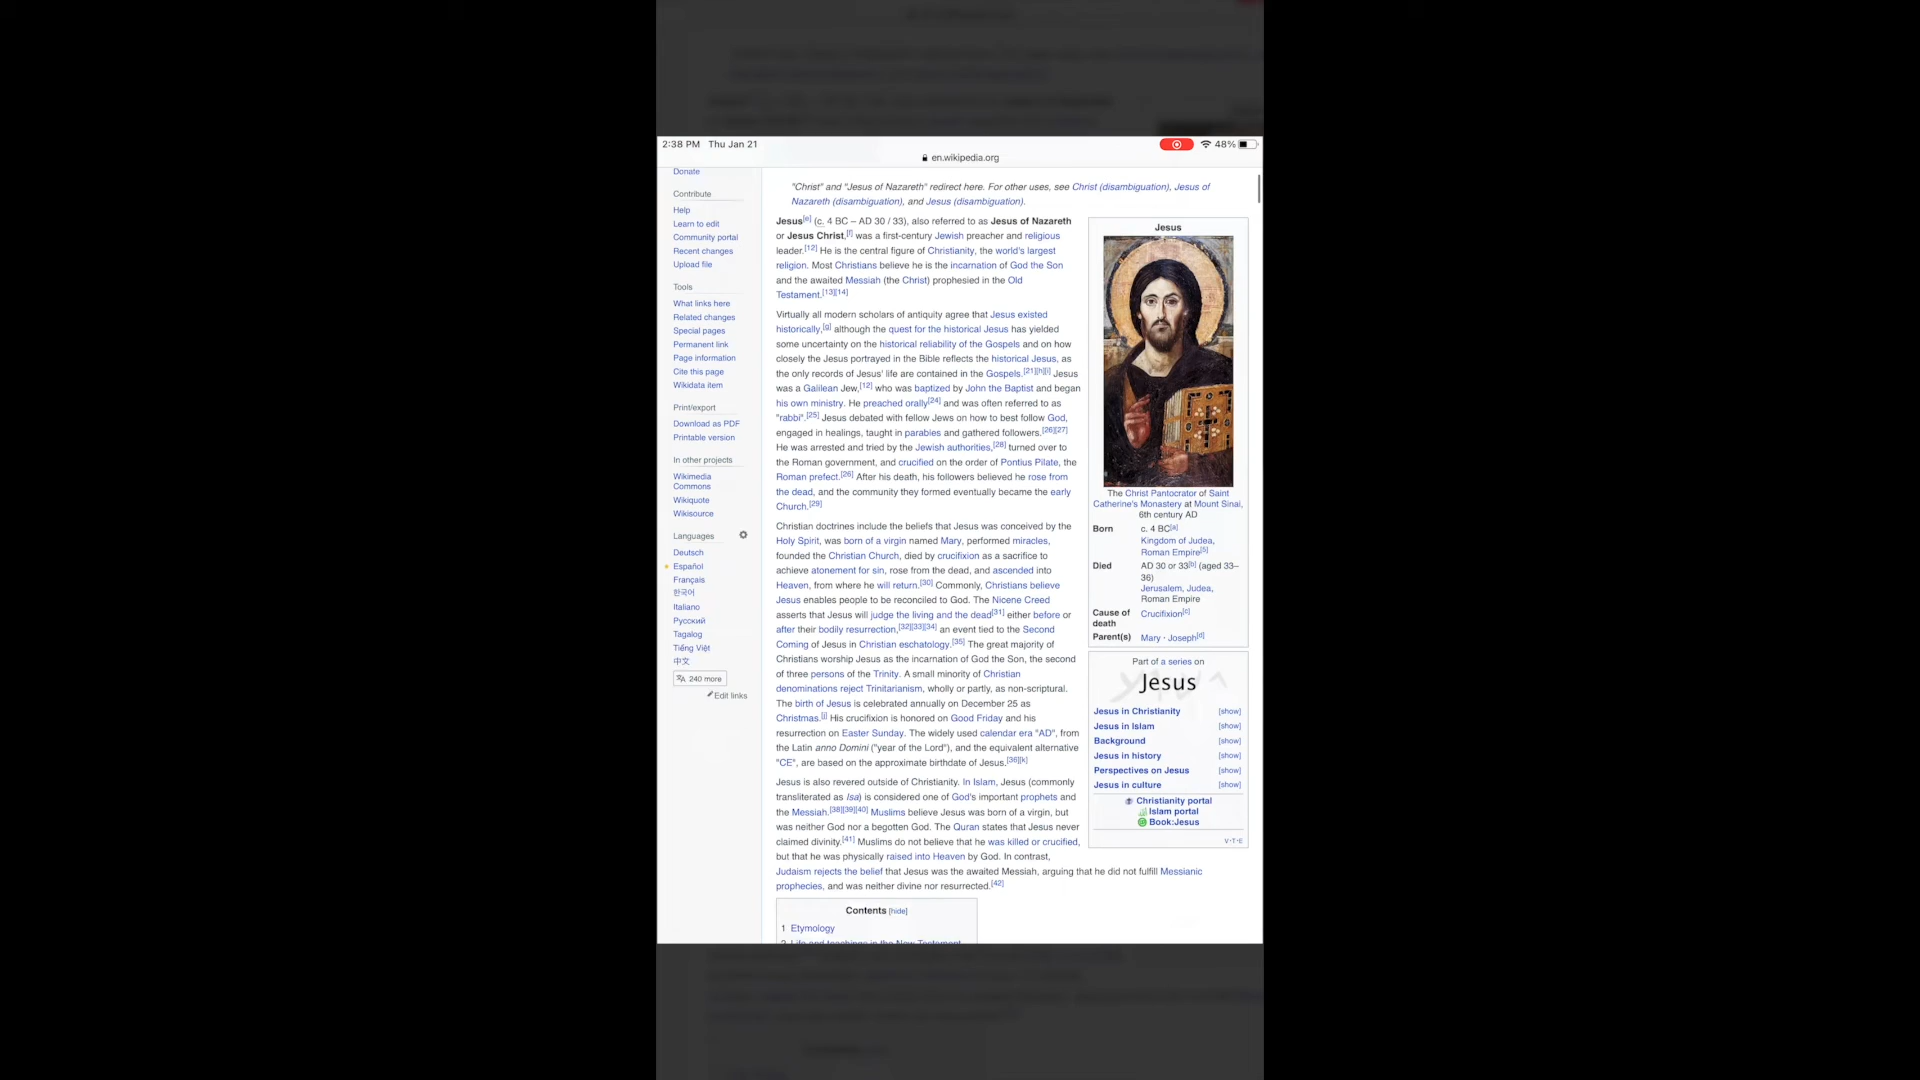 2:38 PM Thu Jan 21
48%
en.wikipedia.org
Donate
Contribute
Help
Learn to edit
Community portal
Recent changes
Upload file
Tools
What links here
Related changes
Special pages
Permanent link
Page information
Cite this page
Wikidata item
Print/export
Download as PDF
Printable version
In other projects
Wikimedia
Commons
Wikiquote
Wikisource
Languages
Deutsch
Español
Français
한국어
Italiano
Русский
Tagalog
Tiếng Việt
中文
240 more
Edit links
"Christ" and "Jesus of Nazareth" redirect here. For other uses, see Christ (disambiguation), Jesus of
Nazareth (disambiguation), and Jesus (disambiguation).
Jesus[e] (c. 4 BC – AD 30 / 33), also referred to as Jesus of Nazareth
or Jesus Christ,[f] was a first-century Jewish preacher and religious
leader.[12] He is the central figure of Christianity, the world's largest
religion. Most Christians believe he is the incarnation of God the Son
and the awaited Messiah (the Christ) prophesied in the Old
Testament.[13][14]
Virtually all modern scholars of antiquity agree that Jesus existed
historically,[g] although the quest for the historical Jesus has yielded
some uncertainty on the historical reliability of the Gospels and on how
closely the Jesus portrayed in the Bible reflects the historical Jesus, as
the only records of Jesus' life are contained in the Gospels.[21][h][i] Jesus
was a Galilean Jew,[12] who was baptized by John the Baptist and began
his own ministry. He preached orally[24] and was often referred to as
"rabbi".[25] Jesus debated with fellow Jews on how to best follow God,
engaged in healings, taught in parables and gathered followers.[26][27]
He was arrested and tried by the Jewish authorities,[28] turned over to
the Roman government, and crucified on the order of Pontius Pilate, the
Roman prefect.[26] After his death, his followers believed he rose from
the dead, and the community they formed eventually became the early
Church.[29]
Christian doctrines include the beliefs that Jesus was conceived by the
Holy Spirit, was born of a virgin named Mary, performed miracles,
founded the Christian Church, died by crucifixion as a sacrifice to
achieve atonement for sin, rose from the dead, and ascended into
Heaven, from where he will return.[30] Commonly, Christians believe
Jesus enables people to be reconciled to God. The Nicene Creed
asserts that Jesus will judge the living and the dead[31] either before or
after their bodily resurrection,[32][33][34] an event tied to the Second
Coming of Jesus in Christian eschatology.[35] The great majority of
Christians worship Jesus as the incarnation of God the Son, the second
of three persons of the Trinity. A small minority of Christian
denominations reject Trinitarianism, wholly or partly, as non-scriptural.
The birth of Jesus is celebrated annually on December 25 as
Christmas.[j] His crucifixion is honored on Good Friday and his
resurrection on Easter Sunday. The widely used calendar era "AD", from
the Latin anno Domini ("year of the Lord"), and the equivalent alternative
"CE", are based on the approximate birthdate of Jesus.[36][k]
Jesus is also revered outside of Christianity. In Islam, Jesus (commonly
transliterated as Isa) is considered one of God's important prophets and
the Messiah.[38][39][40] Muslims believe Jesus was born of a virgin, but
was neither God nor a begotten God. The Quran states that Jesus never
claimed divinity.[41] Muslims do not believe that he was killed or crucified,
but that he was physically raised into Heaven by God. In contrast,
Judaism rejects the belief that Jesus was the awaited Messiah, arguing that he did not fulfill Messianic
prophecies, and was neither divine nor resurrected.[42]
Contents [hide]
1 Etymology
2 Life and teachings in the New Testament
Jesus
The Christ Pantocrator of Saint
Catherine's Monastery at Mount Sinai,
6th century AD
Born c. 4 BC[a]
Kingdom of Judea,
Roman Empire[5]
Died AD 30 or 33[b] (aged 33–
36)
Jerusalem, Judea,
Roman Empire
Cause of Crucifixion[c]
death
Parent(s) Mary · Joseph[d]
Part of a series on
Jesus
Jesus in Christianity [show]
Jesus in Islam [show]
Background [show]
Jesus in history [show]
Perspectives on Jesus [show]
Jesus in culture [show]
Christianity portal
Islam portal
Book:Jesus
V·T·E